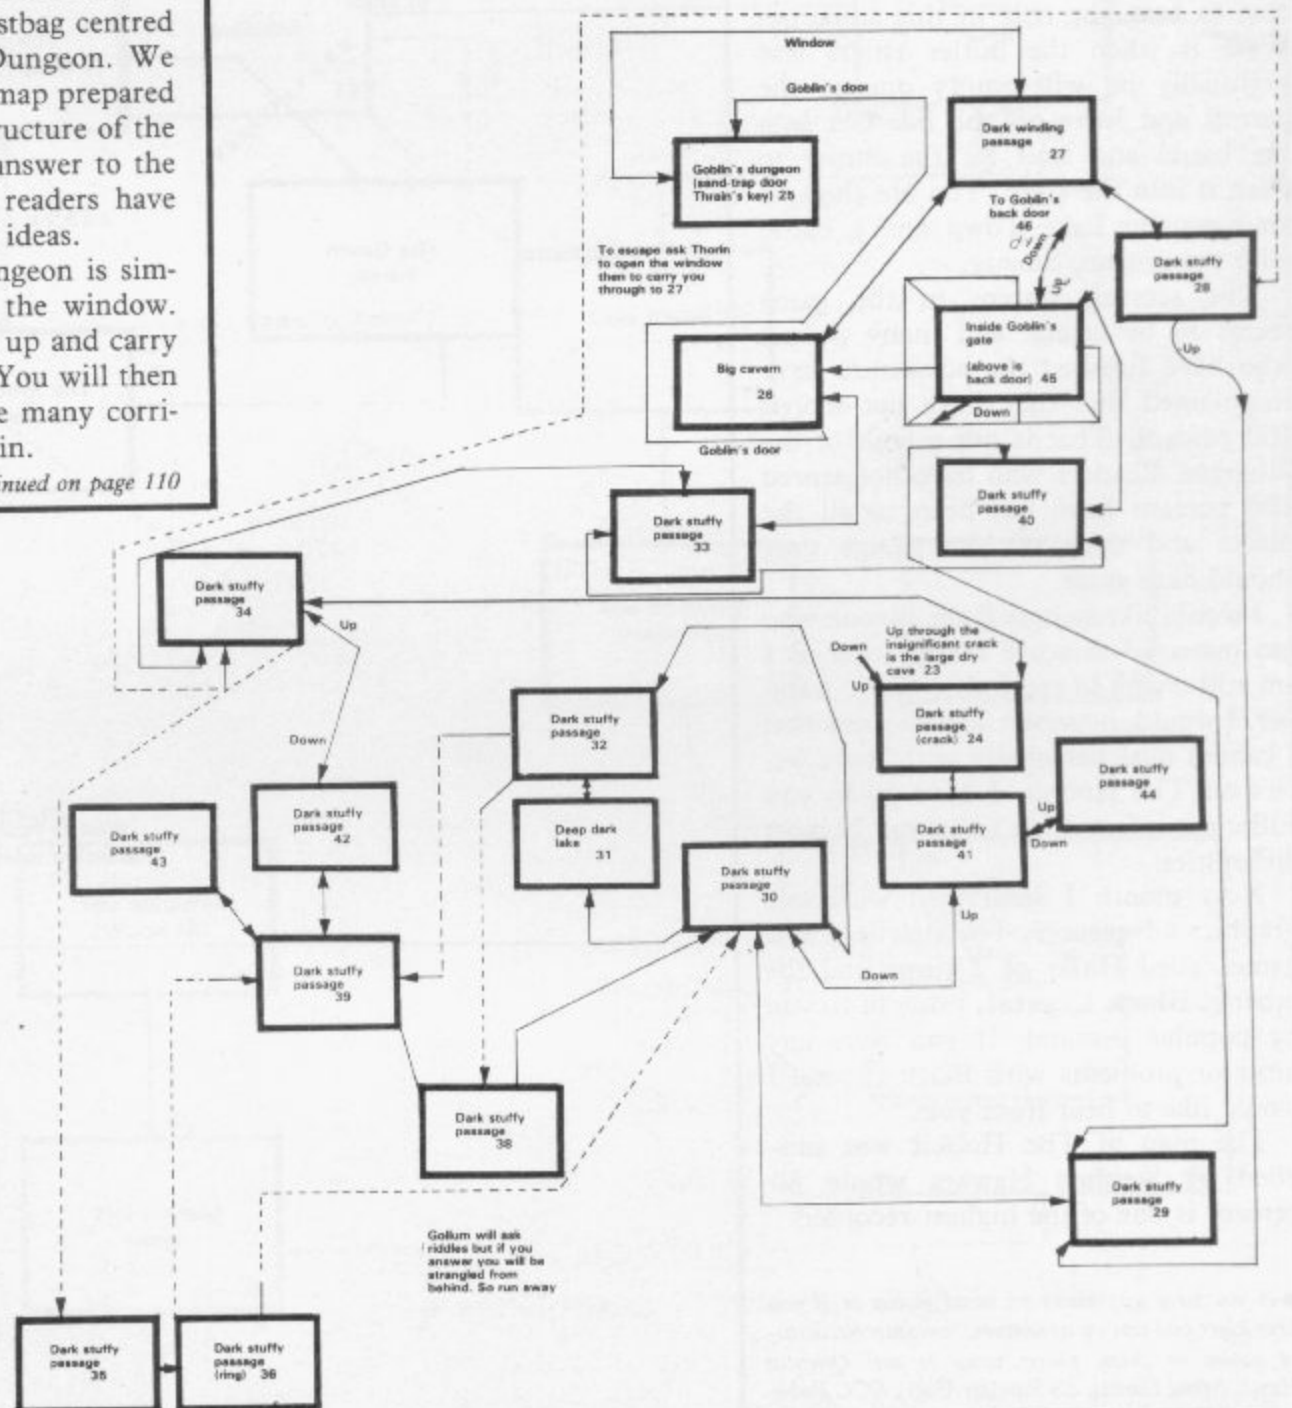 stbag centred
Dungeon. We
map prepared
ructure of the
answer to the
readers have
ideas.
ngeon is sim-
the window.
up and carry
You will then
e many corri-
in.
nued on page 110
Window
Goblin's door
Dark winding
passage
27
Goblin's dungeon
(sand-trap door
Thrain's key) 25
To Goblin's
back door
46
Down
Up
Dark stuffy
passage
28
To escape ask Thorin
to open the window
then to carry you
through to 27
Up
Inside Goblin's
gate
(above is
back door) 45
Down
Big cavern
26
Goblin's door
Dark stuffy
passage
33
Dark stuffy
passage
40
Dark stuffy
passage
34
Up
Down
Up through the
insignificant crack
is the large dry
cave 23
Down
Up
Dark stuffy
passage
32
Dark stuffy
passage
(crack) 24
Dark stuffy
passage
44
Dark stuffy
passage
43
Dark stuffy
passage
42
Deep dark
lake
31
Dark stuffy
passage
41
Up
Down
Dark stuffy
passage
30
Up
Down
Dark stuffy
passage
39
Dark stuffy
passage
38
Dark stuffy
passage
29
Gollum will ask
riddles but if you
answer you will be
strangled from
behind. So run away
Dark stuffy
passage
35
Dark stuffy
passage
(ring) 36